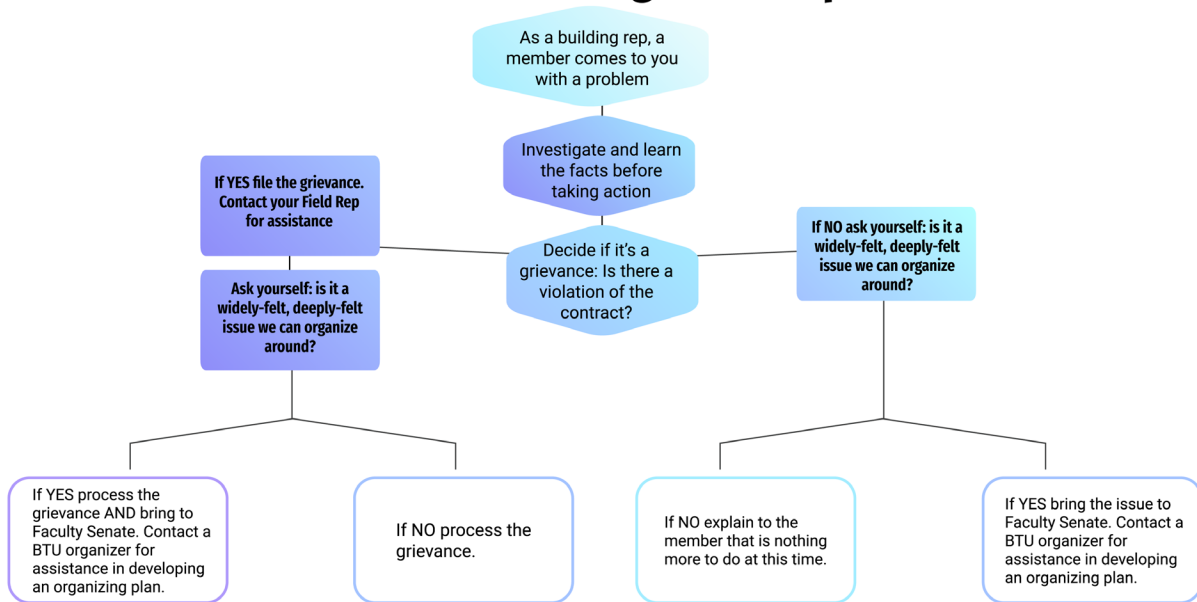 As a building rep, a
member comes to you
with a problem
Investigate and learn
the facts before
taking action
If YES file the grievance.
Contact your Field Rep
for assistance
Decide if it's a
grievance: Is there a
violation of the
contract?
If NO ask yourself: is it a
widely-felt, deeply-felt
issue we can organize
around?
Ask yourself: is it a
widely-felt, deeply-felt
issue we can organize
around?
If YES process the
grievance AND bring to
Faculty Senate. Contact a
BTU organizer for
assistance in developing
an organizing plan.
If NO process the
grievance.
If NO explain to the
member that is nothing
more to do at this time.
If YES bring the issue to
Faculty Senate. Contact a
BTU organizer for
assistance in developing
an organizing plan.